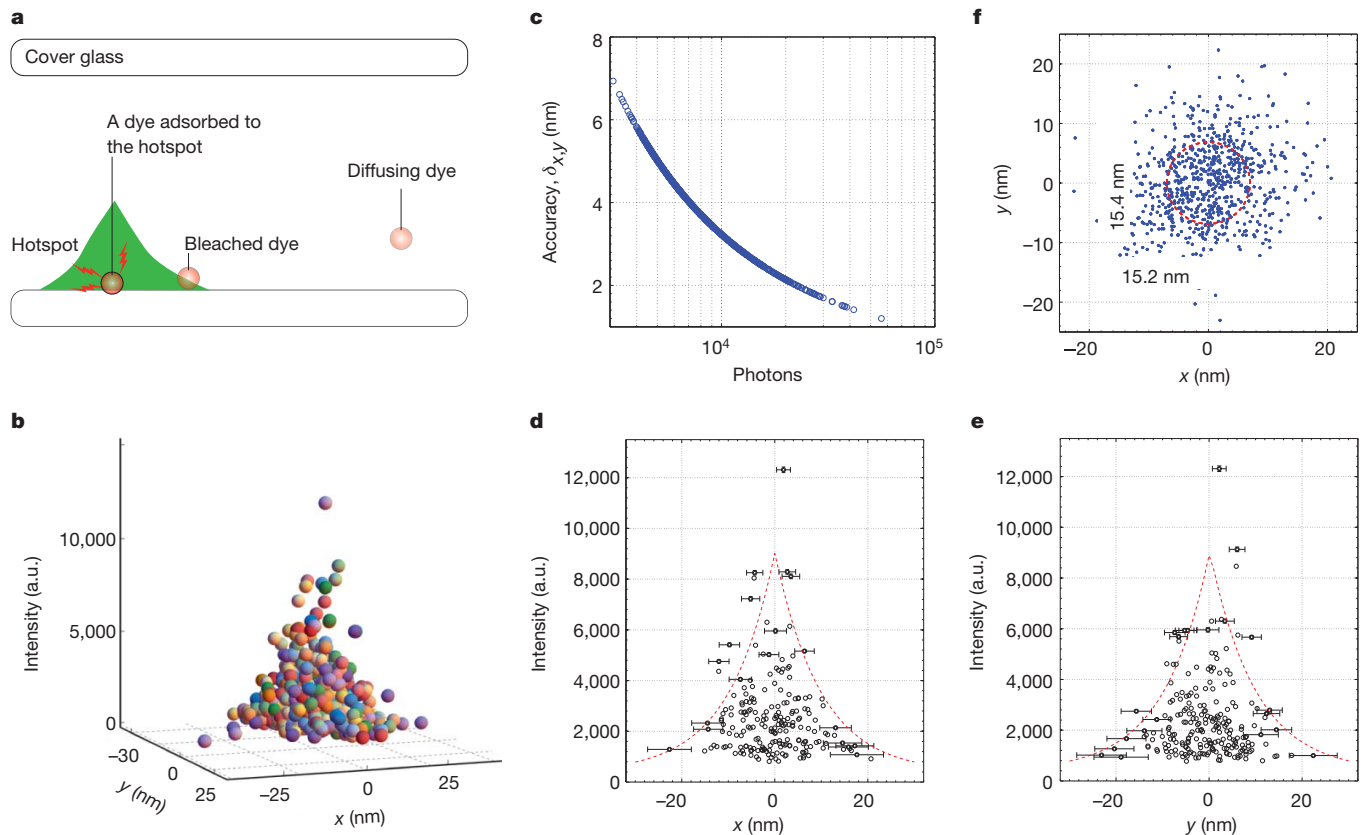 a
Cover glass
A dye adsorbed to
the hotspot
Diffusing dye
Hotspot
Bleached dye
b
Intensity (a.u.)
10,000
5,000
0
−30
0
25
y (nm)
−25
0
25
x (nm)
c
Accuracy, δx,y (nm)
8
6
4
2
10⁴
10⁵
Photons
d
Intensity (a.u.)
12,000
10,000
8,000
6,000
4,000
2,000
0
−20
0
20
x (nm)
e
Intensity (a.u.)
12,000
10,000
8,000
6,000
4,000
2,000
0
−20
0
20
y (nm)
f
y (nm)
20
10
0
−10
−20
15.4 nm
15.2 nm
−20
0
20
x (nm)